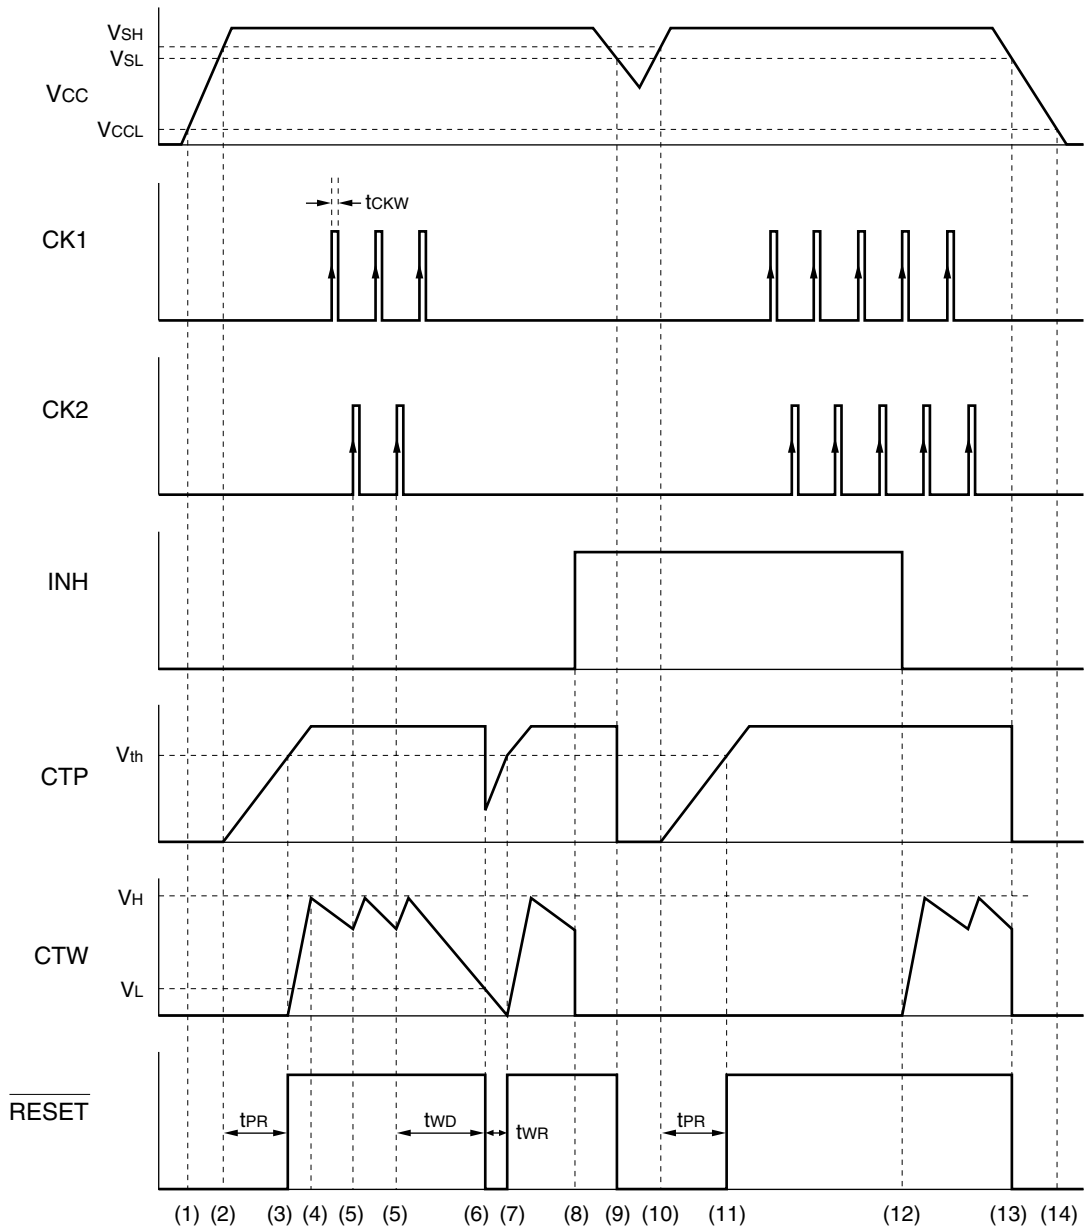 VSH
VSL
VCC
VCCL
tCKW
CK1
CK2
INH
Vth
CTP
VH
CTW
VL
RESET
tPR
tWD
tWR
tPR
(1) (2) (3) (4) (5) (5) (6) (7) (8) (9) (10) (11) (12) (13) (14)